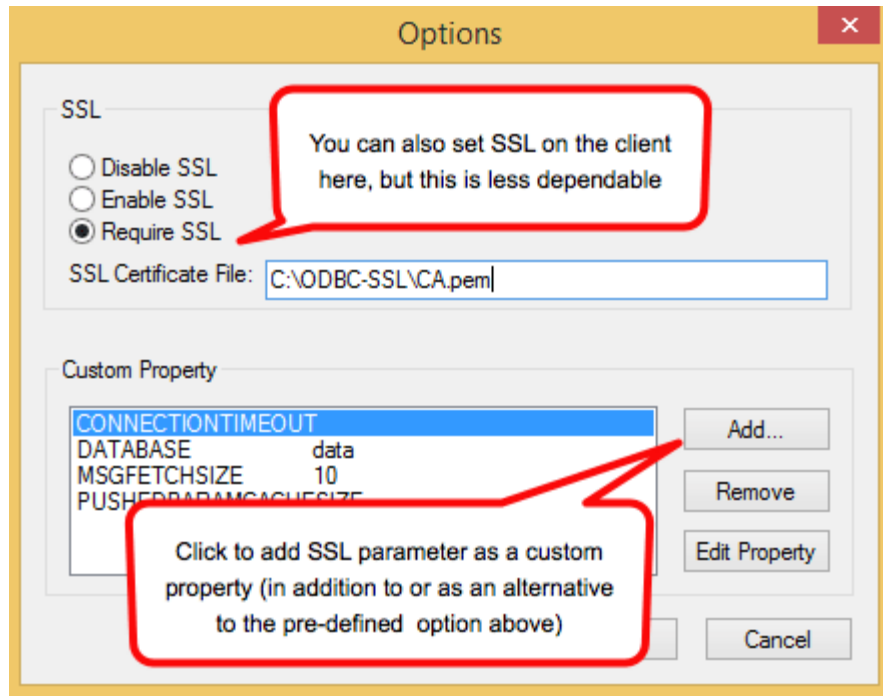 Options
SSL
You can also set SSL on the client
here, but this is less dependable
Disable SSL
Enable SSL
Require SSL
SSL Certificate File: C:\ODBC-SSL\CA.pem
Custom Property
CONNECTIONTIMEOUT
DATABASE data
MSGFETCHSIZE 10
Add...
Remove
Edit Property
Click to add SSL parameter as a custom
property (in addition to or as an alternative
to the pre-defined option above)
Cancel